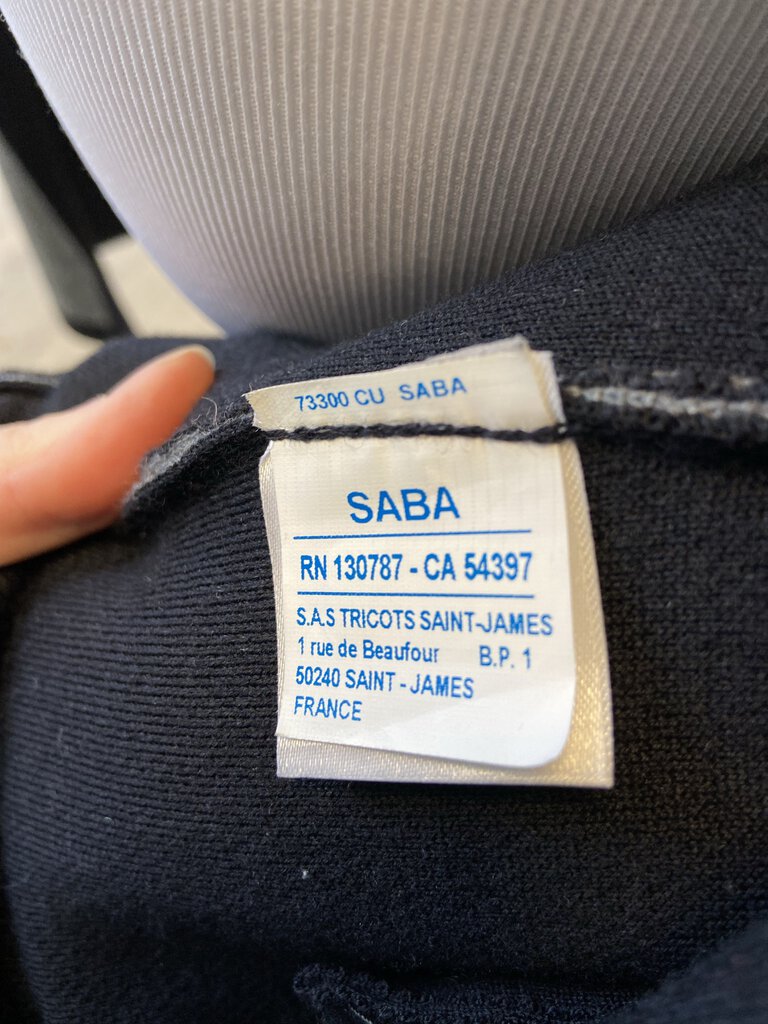 73300 CU SABA
SABA
RN 130787 - CA 54397
S.A.S TRICOTS SAINT-JAMES
1 rue de Beaufour B.P. 1
50240 SAINT - JAMES
FRANCE